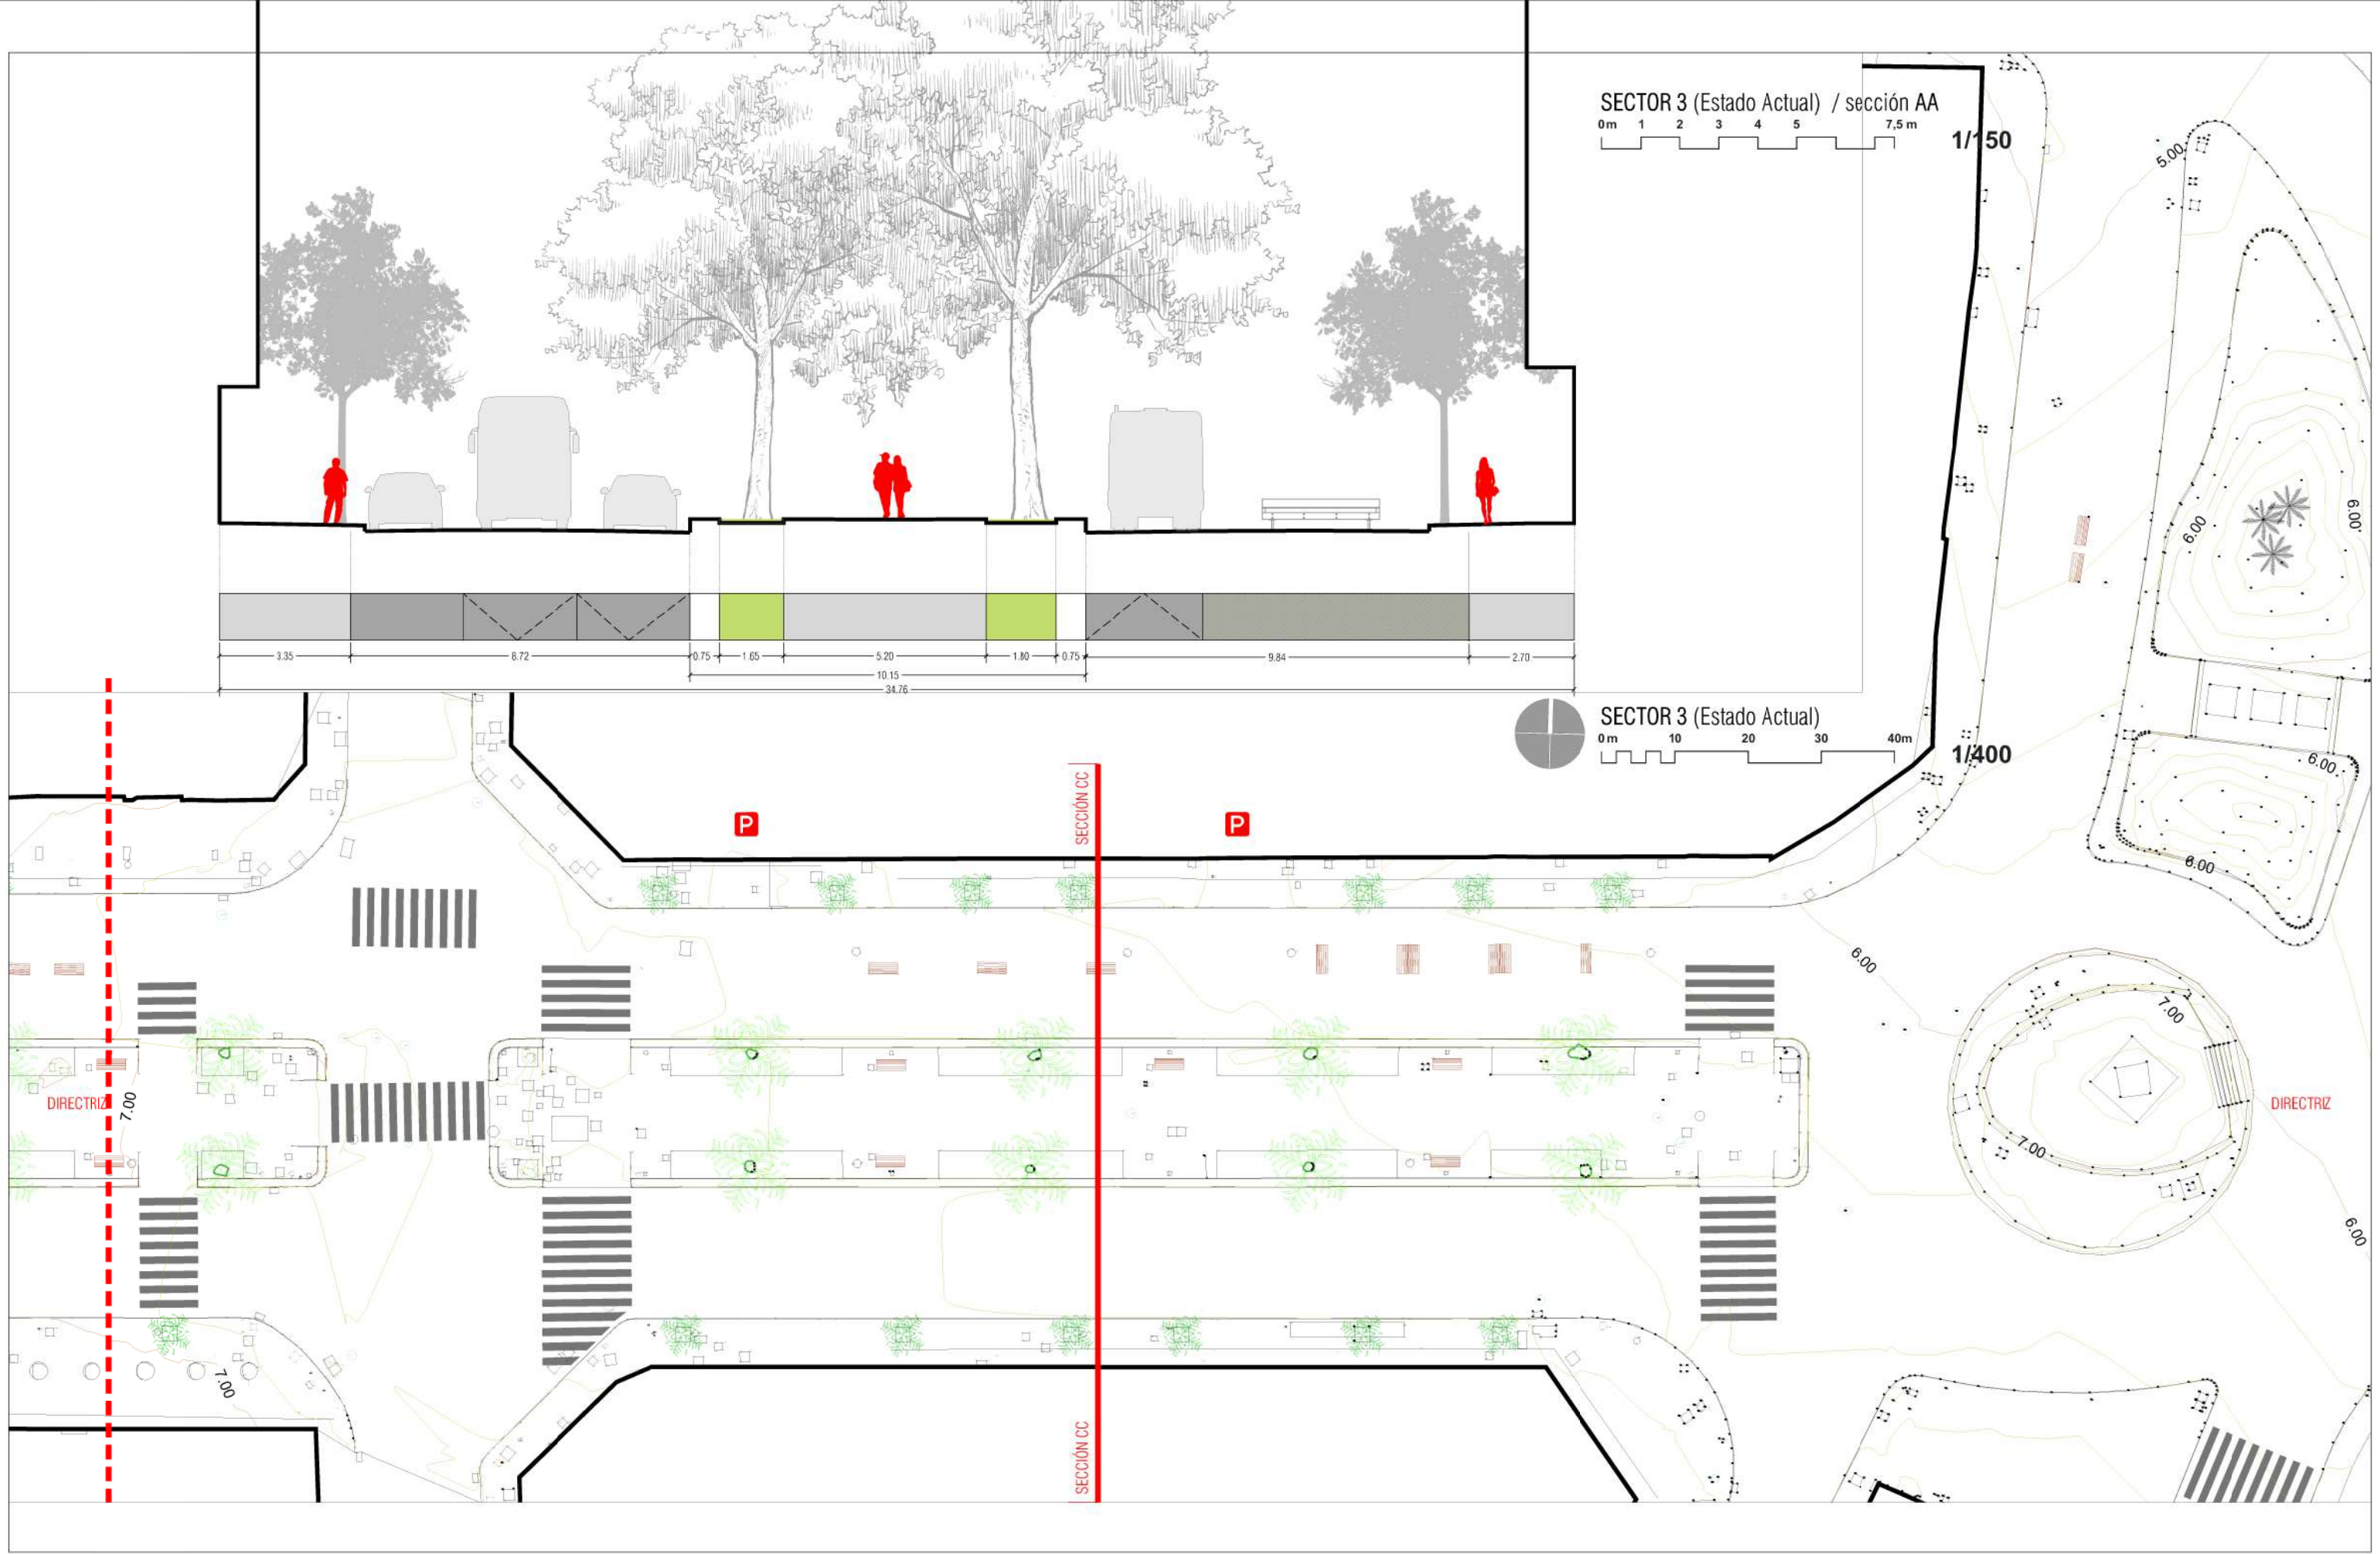 SECTOR 3 (Estado Actual) / sección AA
0m 1 2 3 4 5 7,5 m
1/150
5.00
6.00
6.00
3.35 8.72 0.75 1.65 5.20 1.80 0.75 9.84 2.70
10.15
34.76
SECTOR 3 (Estado Actual)
0m 10 20 30 40m
1/400
6.00
6.00
P
P
SECCIÓN CC
6.00
7.00
DIRECTRIZ
7.00
DIRECTRIZ
7.00
6.00
7.00
SECCIÓN CC